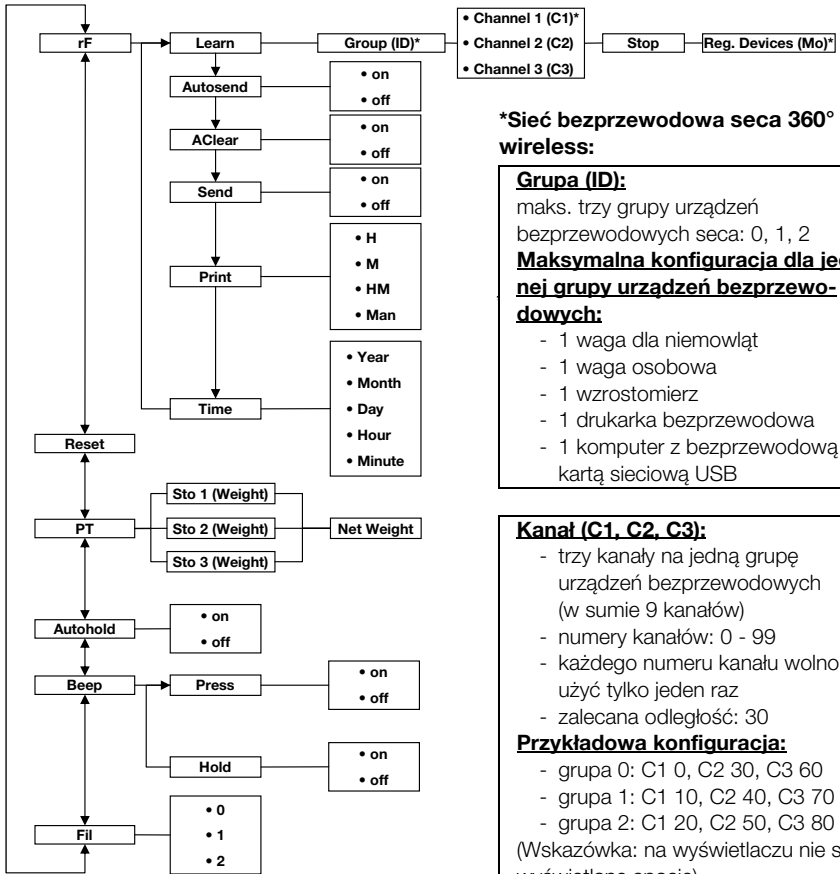 rF
Learn
Group (ID)*
• Channel 1 (C1)*
• Channel 2 (C2)
• Channel 3 (C3)
Stop
Reg. Devices (Mo)*
Autosend
• on
• off
AClear
• on
• off
Send
• on
• off
Print
• H
• M
• HM
• Man
Time
• Year
• Month
• Day
• Hour
• Minute
Reset
PT
Sto 1 (Weight)
Sto 2 (Weight)
Sto 3 (Weight)
Net Weight
Autohold
• on
• off
Beep
Press
• on
• off
Hold
• on
• off
Fil
• 0
• 1
• 2
*Sieć bezprzewodowa seca 360°
wireless:
Grupa (ID):
maks. trzy grupy urządzeń
bezprzewodowych seca: 0, 1, 2
Maksymalna konfiguracja dla
nej grupy urządzeń bezprzewo-
dowych:
- 1 waga dla niemowląt
- 1 waga osobowa
- 1 wzrostomierz
- 1 drukarka bezprzewodowa
- 1 komputer z bezprzewodową
kartą sieciową USB
Kanał (C1, C2, C3):
- trzy kanały na jedną grupę
urządzeń bezprzewodowych
(w sumie 9 kanałów)
- numery kanałów: 0 - 99
- każdego numeru kanału wolno
użyć tylko jeden raz
- zalecana odległość: 30
Przykładowa konfiguracja:
- grupa 0: C1 0, C2 30, C3 60
- grupa 1: C1 10, C2 40, C3 70
- grupa 2: C1 20, C2 50, C3 80
(Wskazówka: na wyświetlaczu nie